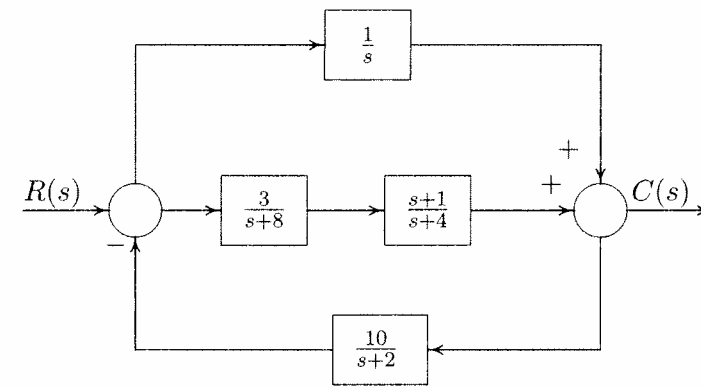 1/s
+
R(s)
3/(s+8)
(s+1)/(s+4)
+
C(s)
−
10/(s+2)